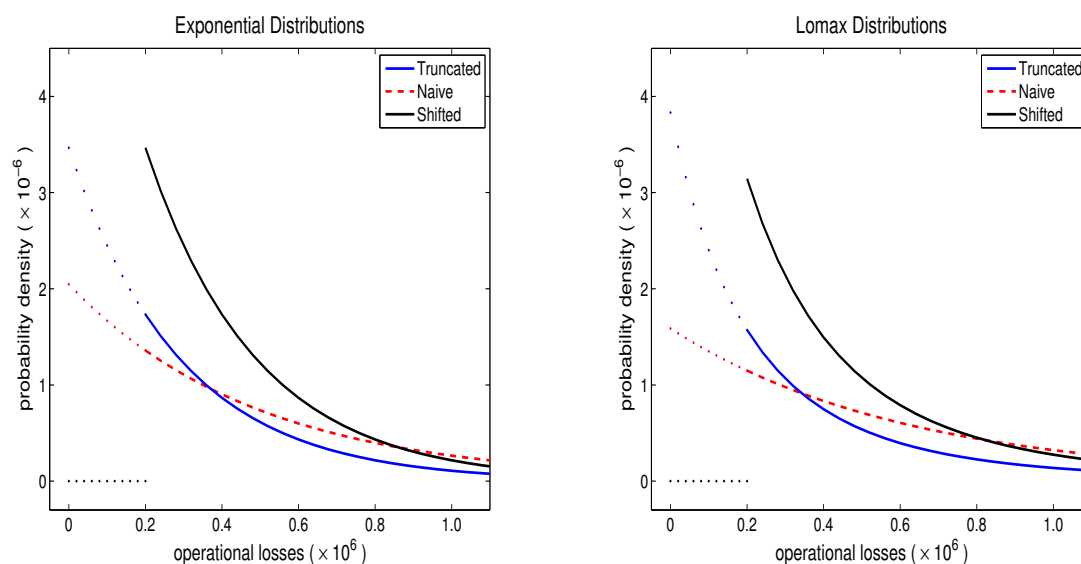 Exponential Distributions
probability density ( × 10⁻⁶ )
4
3
2
1
0
Truncated
Naive
Shifted
0 0.2 0.4 0.6 0.8 1.0
operational losses ( × 10⁶ )
Lomax Distributions
probability density ( × 10⁻⁶ )
4
3
2
1
0
Truncated
Naive
Shifted
0 0.2 0.4 0.6 0.8 1.0
operational losses ( × 10⁶ )